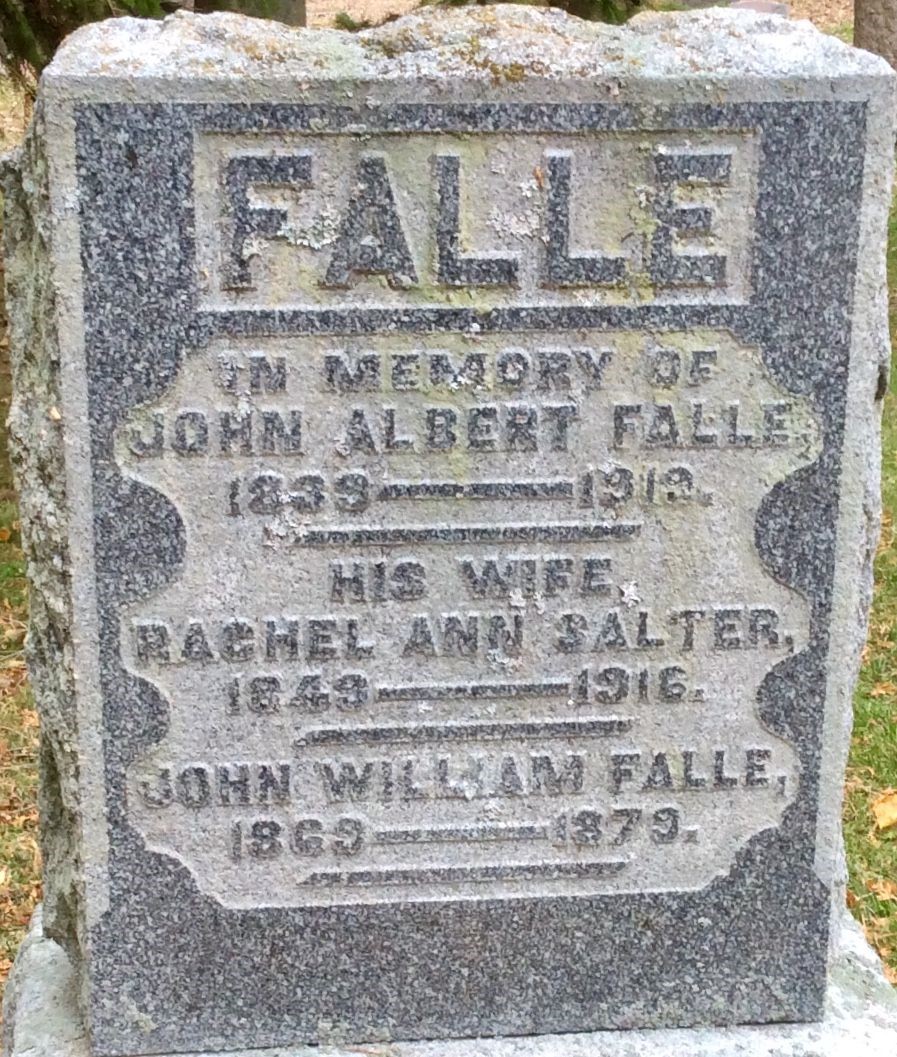 FALLE
IN MEMORY OF
JOHN ALBERT FALLE,
1839 — 1919.
HIS WIFE,
RACHEL ANN SALTER,
1849 — 1916.
JOHN WILLIAM FALLE,
1869 — 1879.